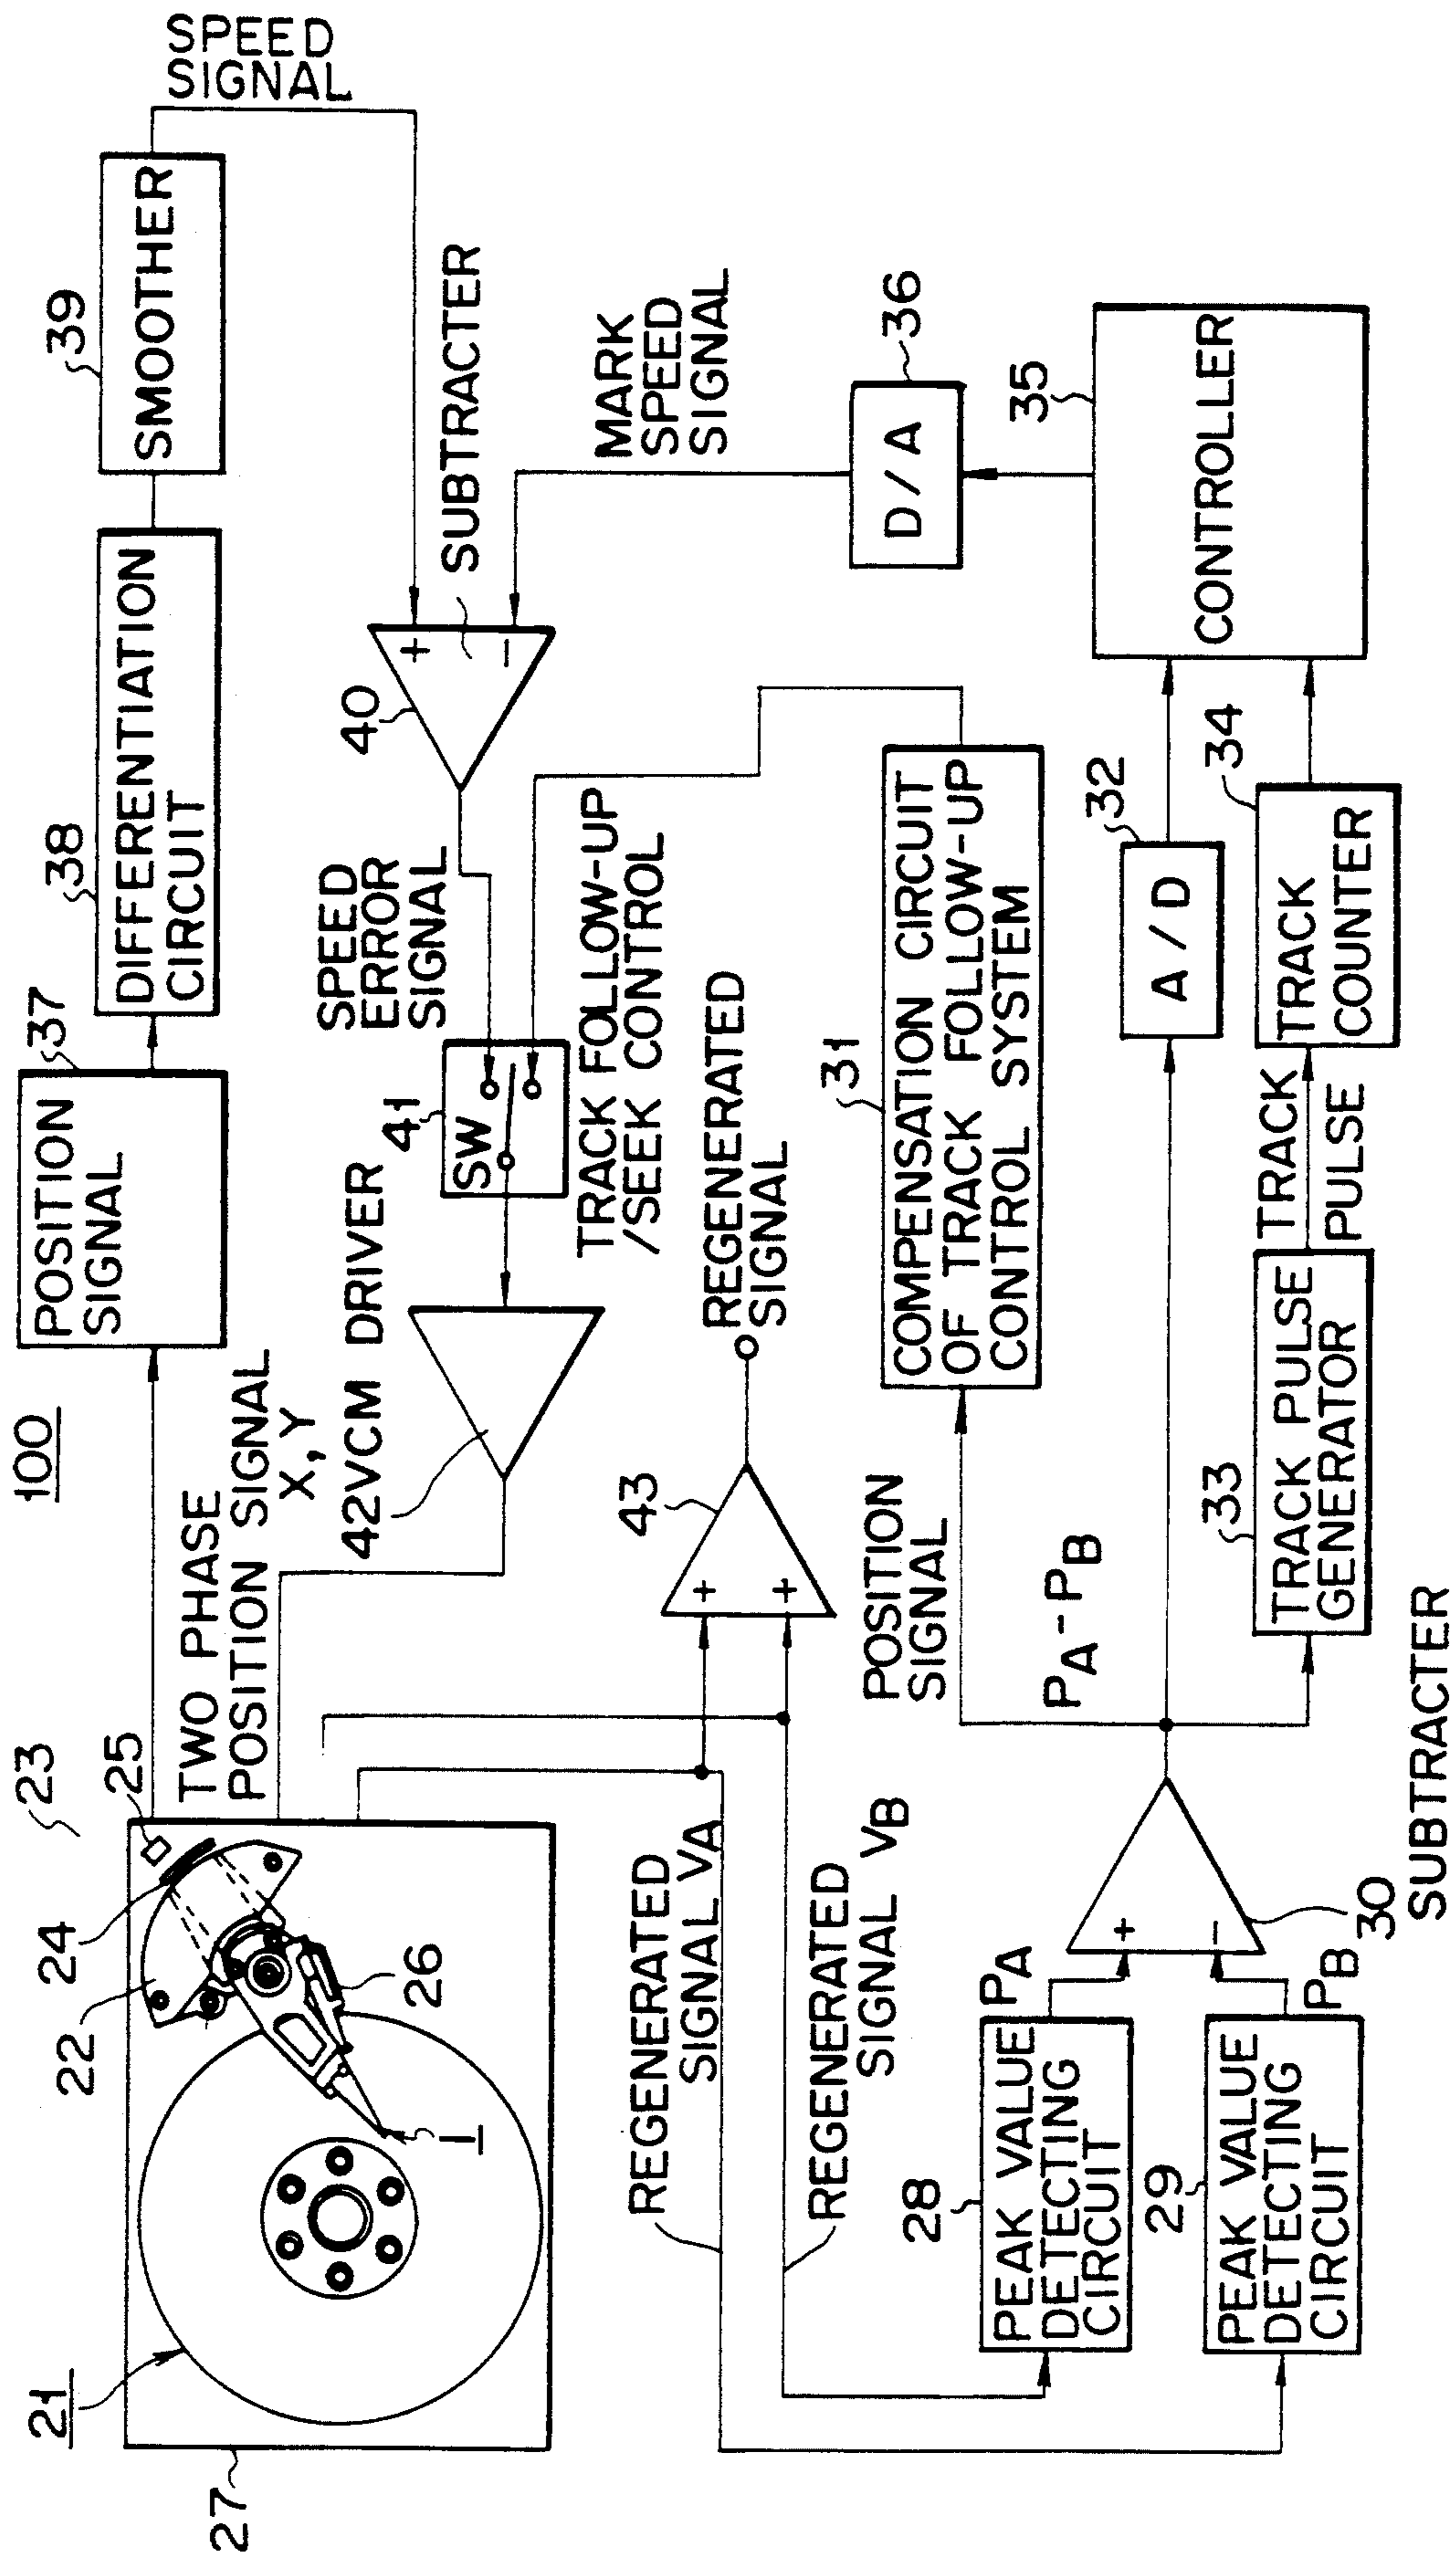 100
23
21
27
22
24
25
26
1
TWO PHASE
POSITION SIGNAL
X, Y
37
POSITION
SIGNAL
38
DIFFERENTIATION
CIRCUIT
39
SMOOTHER
SPEED
SIGNAL
40
+
-
SUBTRACTER
SPEED
ERROR
SIGNAL
41
SW
TRACK FOLLOW-UP
/SEEK CONTROL
42 VCM DRIVER
MARK
SPEED
SIGNAL
D/A
36
43
+
+
REGENERATED
SIGNAL
REGENERATED
SIGNAL VA
REGENERATED
SIGNAL VB
28
PEAK VALUE
DETECTING
CIRCUIT
PA
29
PEAK VALUE
DETECTING
CIRCUIT
PB
+
-
30
SUBTRACTER
PA-PB
POSITION
SIGNAL
31
COMPENSATION CIRCUIT
OF TRACK FOLLOW-UP
CONTROL SYSTEM
32
A/D
33
TRACK PULSE
GENERATOR
TRACK
PULSE
34
TRACK
COUNTER
35
CONTROLLER